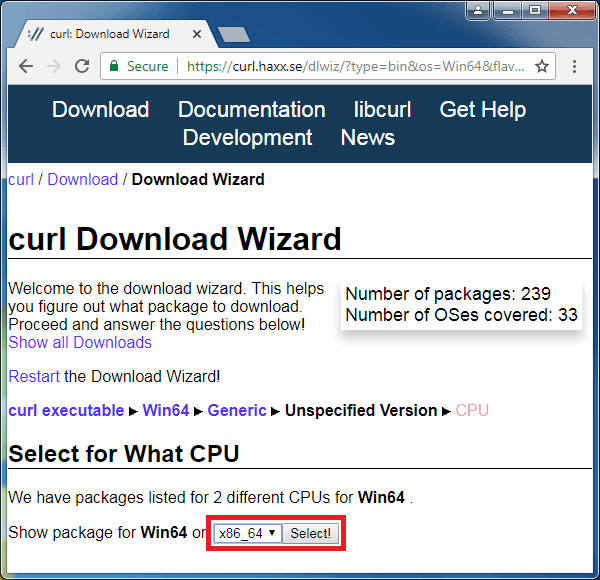 curl: Download Wizard
Secure https://curl.haxx.se/dlwiz/?type=bin&os=Win64&flav...
Download Documentation libcurl Get Help
Development News
curl / Download / Download Wizard
curl Download Wizard
Welcome to the download wizard. This helps
you figure out what package to download.
Proceed and answer the questions below!
Show all Downloads
Number of packages: 239
Number of OSes covered: 33
Restart the Download Wizard!
curl executable ▸ Win64 ▸ Generic ▸ Unspecified Version ▸ CPU
Select for What CPU
We have packages listed for 2 different CPUs for Win64 .
Show package for Win64 on x86_64 Select!